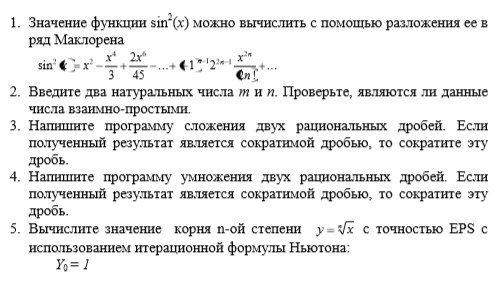 1. Значение функции sin²(x) можно вычислить с помощью разложения ее в
ряд Маклорена
sin² x = x² - x⁴/3 + 2x⁶/45 - ... + (-1)ⁿ⁻¹ 2²ⁿ⁻¹ x²ⁿ/(2n)! + ...
2. Введите два натуральных числа m и n. Проверьте, являются ли данные
числа взаимно-простыми.
3. Напишите программу сложения двух рациональных дробей. Если
полученный результат является сократимой дробью, то сократите эту
дробь.
4. Напишите программу умножения двух рациональных дробей. Если
полученный результат является сократимой дробью, то сократите эту
дробь.
5. Вычислите значение корня n-ой степени y = ⁿ√x с точностью EPS с
использованием итерационной формулы Ньютона:
Y₀ = 1